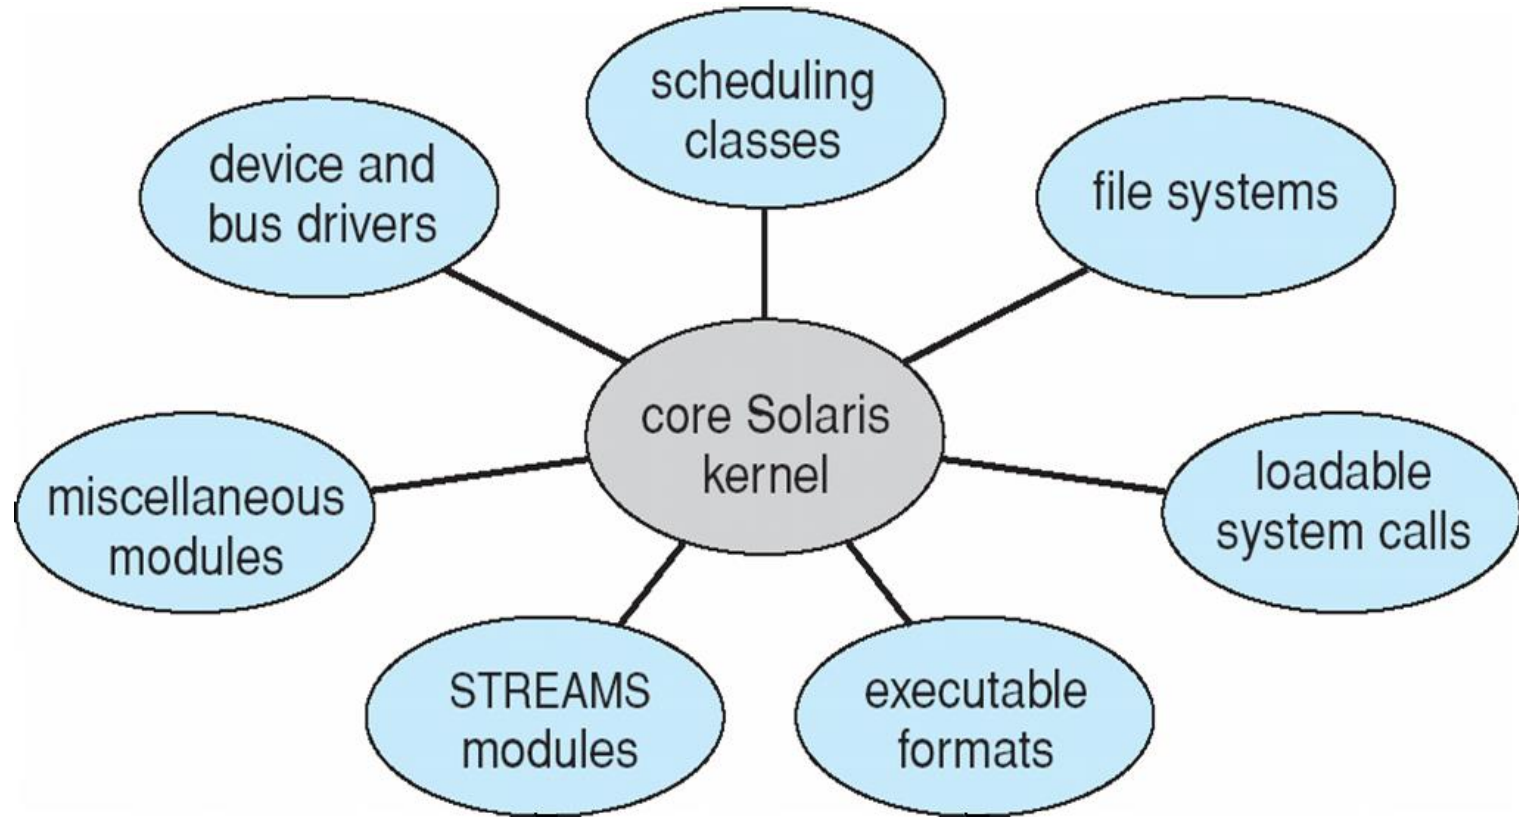 scheduling
classes
device and
bus drivers
file systems
core Solaris
kernel
miscellaneous
modules
loadable
system calls
STREAMS
modules
executable
formats